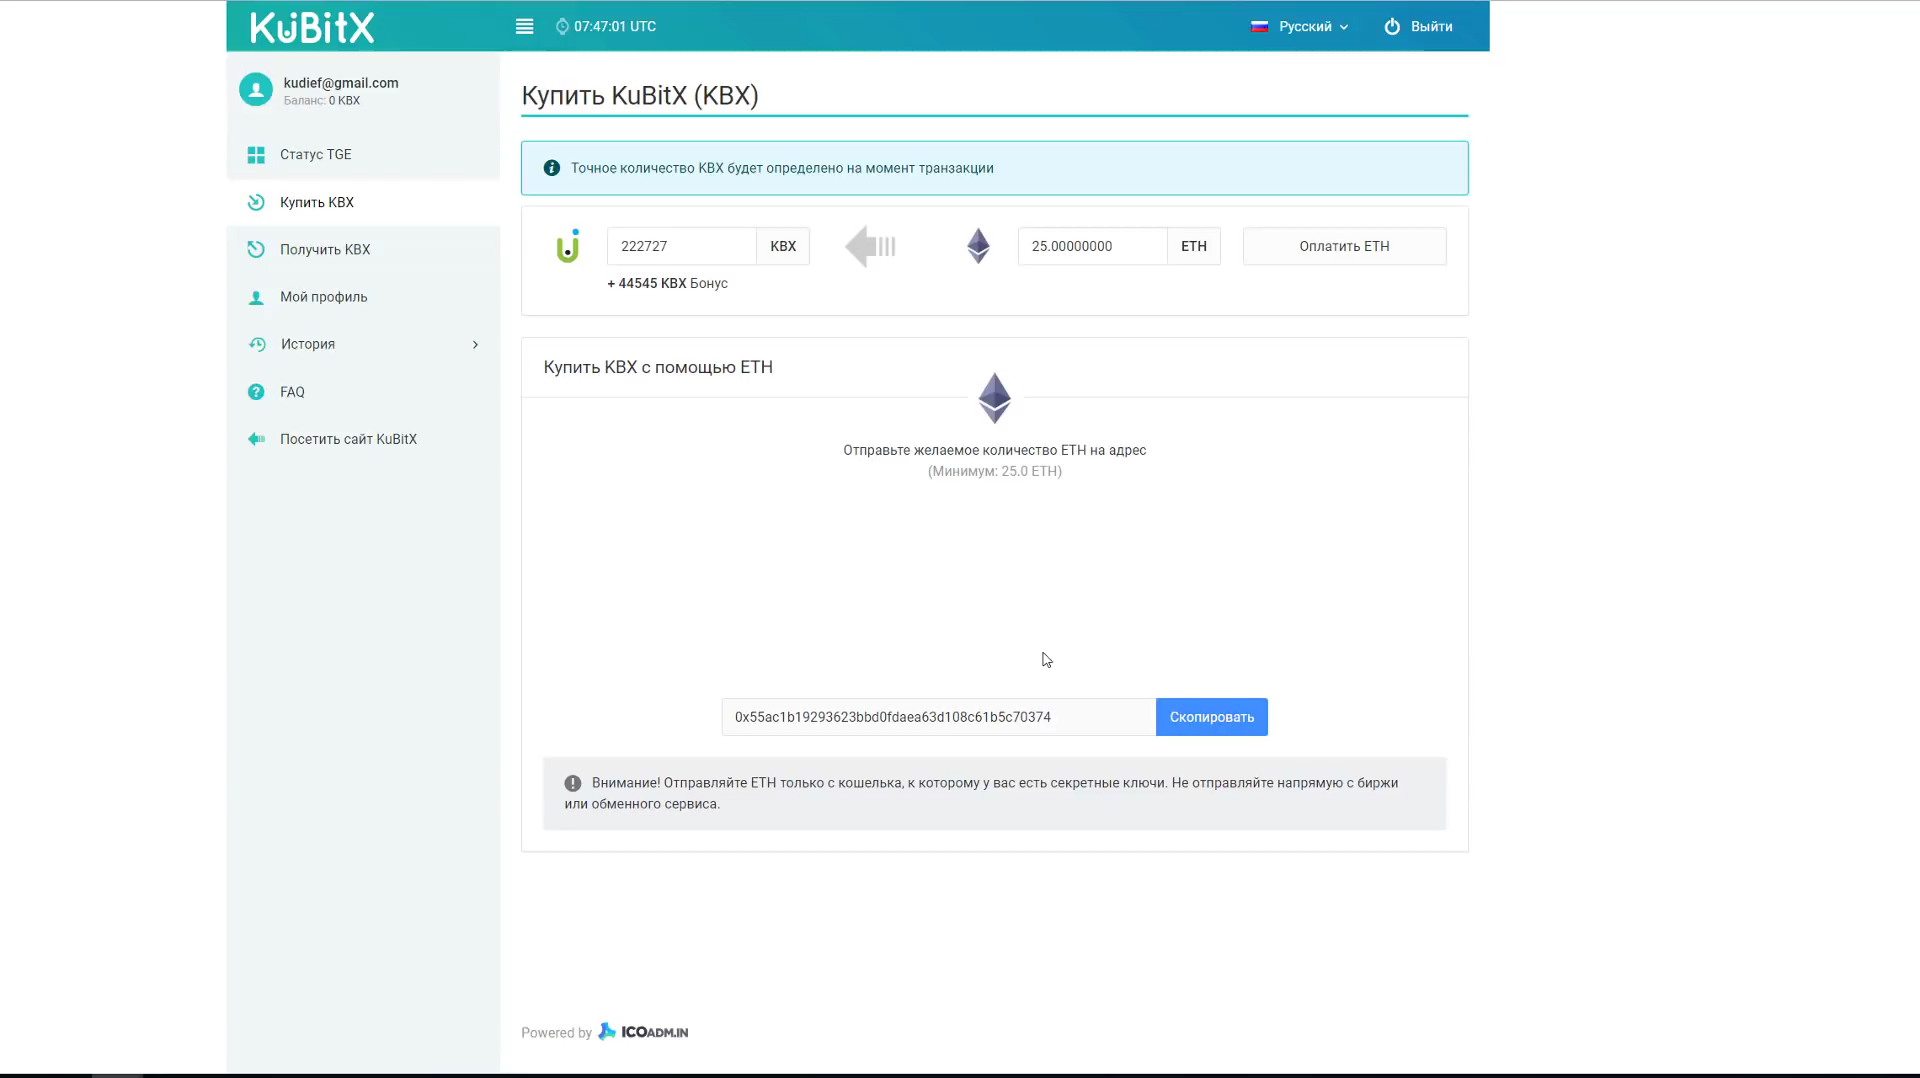 KuBitX
07:47:01 UTC
Русский
Выйти
kudief@gmail.com
Баланс: 0 KBX
Статус TGE
Купить KBX
Получить KBX
Мой профиль
История
FAQ
Посетить сайт KuBitX
Купить KuBitX (KBX)
Точное количество KBX будет определено на момент транзакции
222727 KBX
25.00000000 ETH
Оплатить ETH
+ 44545 KBX Бонус
Купить KBX с помощью ETH
Отправьте желаемое количество ETH на адрес
(Минимум: 25.0 ETH)
0x55ac1b19293623bbd0fdaea63d108c61b5c70374
Скопировать
Внимание! Отправляйте ETH только с кошелька, к которому у вас есть секретные ключи. Не отправляйте напрямую с биржи
или обменного сервиса.
Powered by ICOADM.IN